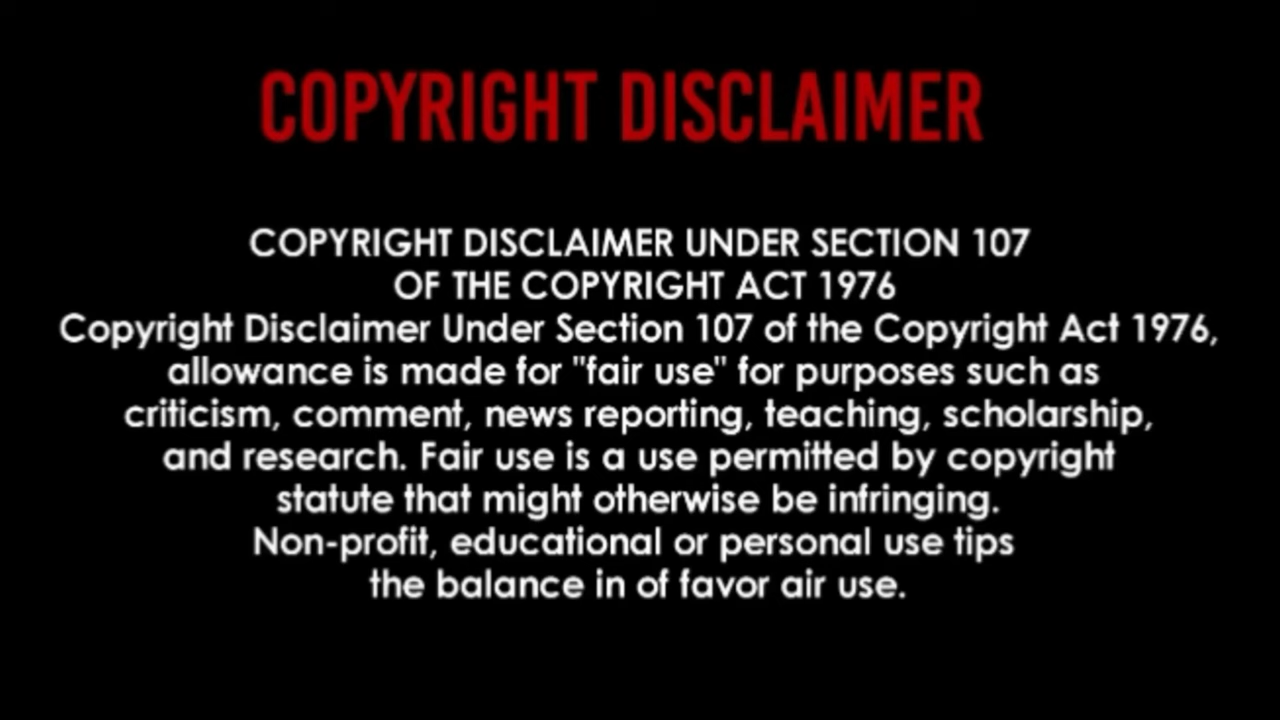 COPYRIGHT DISCLAIMER
COPYRIGHT DISCLAIMER UNDER SECTION 107
OF THE COPYRIGHT ACT 1976
Copyright Disclaimer Under Section 107 of the Copyright Act 1976,
allowance is made for "fair use" for purposes such as
criticism, comment, news reporting, teaching, scholarship,
and research. Fair use is a use permitted by copyright
statute that might otherwise be infringing.
Non-profit, educational or personal use tips
the balance in of favor air use.